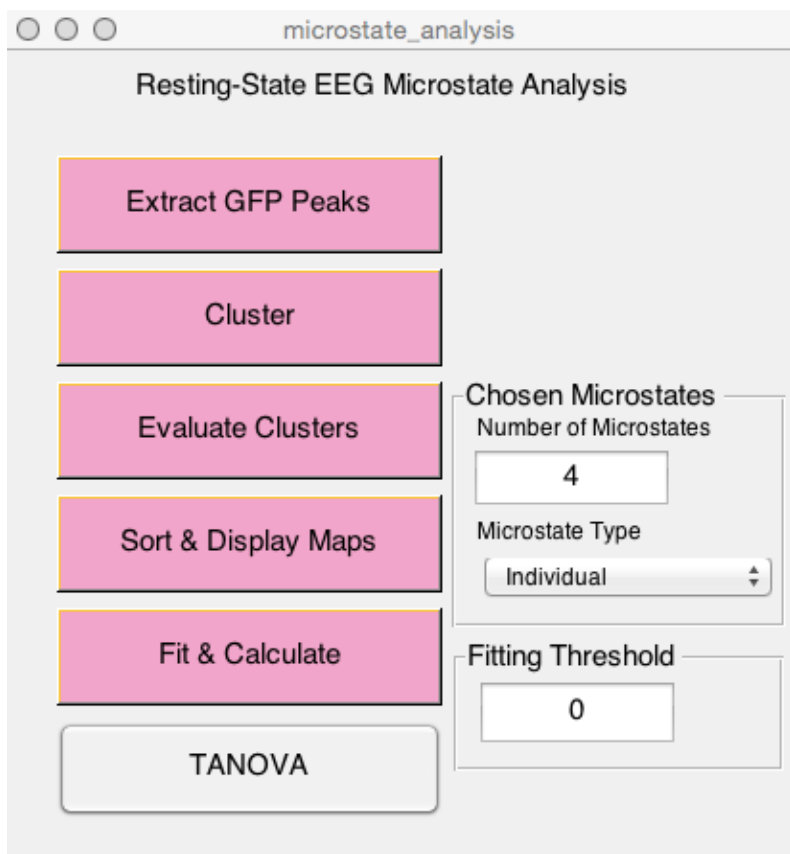 microstate_analysis
Resting-State EEG Microstate Analysis
Extract GFP Peaks
Cluster
Evaluate Clusters
Sort & Display Maps
Fit & Calculate
TANOVA
Chosen Microstates
Number of Microstates
4
Microstate Type
Individual
Fitting Threshold
0